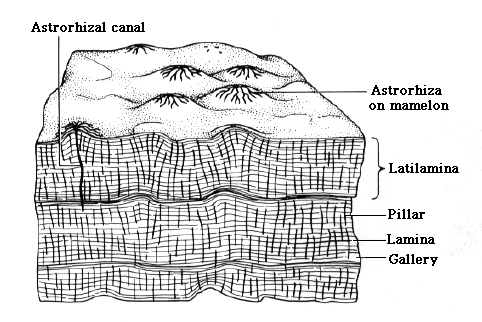 Astrorhizal canal
Astrorhiza
on mamelon
Latilamina
Pillar
Lamina
Gallery